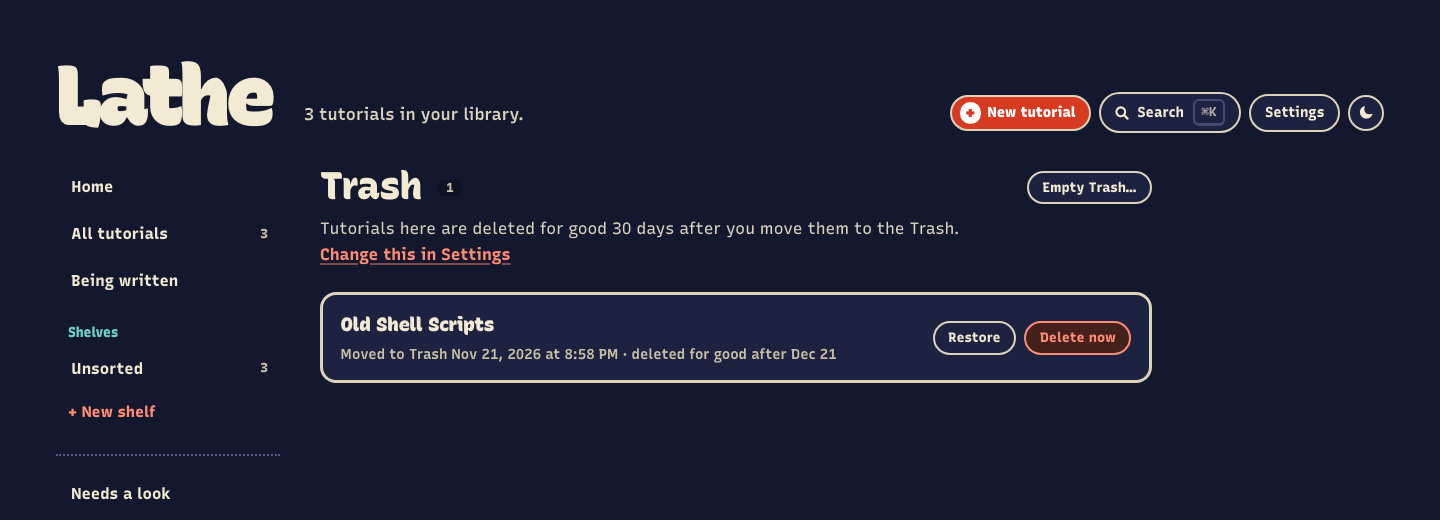 Lathe
3 tutorials in your library.
New tutorial
Search ⌘K
Settings
Home
All tutorials 3
Being written
Shelves
Unsorted 3
+ New shelf
Needs a look
Trash 1
Empty Trash…
Tutorials here are deleted for good 30 days after you move them to the Trash.
Change this in Settings
Old Shell Scripts
Moved to Trash Nov 21, 2026 at 8:58 PM · deleted for good after Dec 21
Restore
Delete now